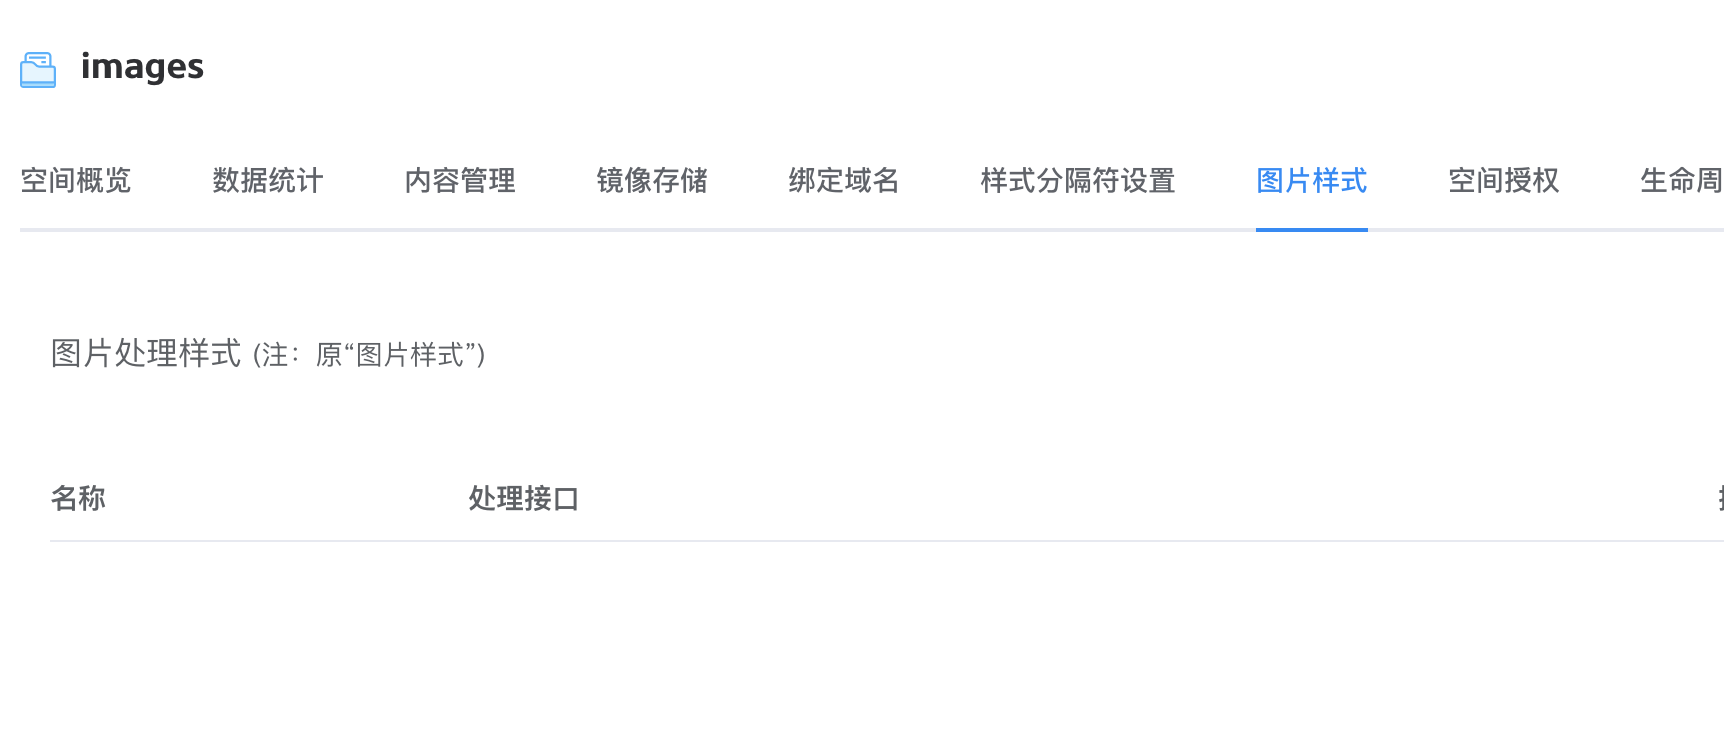 images
空间概览 数据统计 内容管理 镜像存储 绑定域名 样式分隔符设置 图片样式 空间授权 生命周
图片处理样式 (注：原“图片样式”)
名称 处理接口